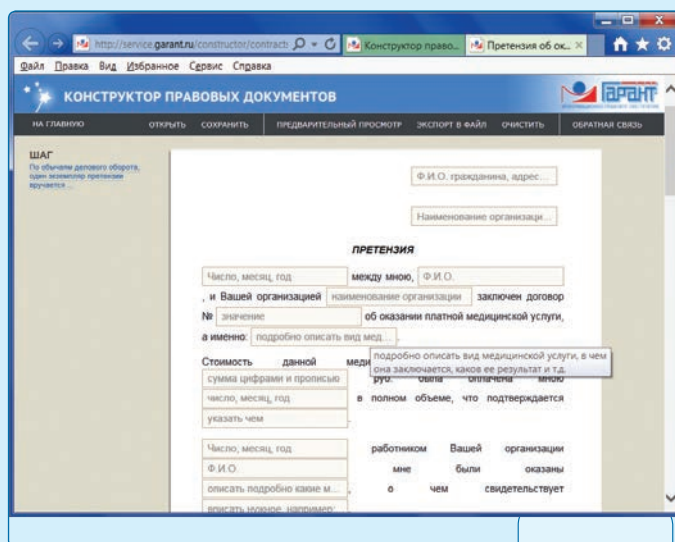 http://service.garant.ru/constructor/contracts
Конструктор право...
Претензия об ок...
Файл Правка Вид Избранное Сервис Справка
КОНСТРУКТОР ПРАВОВЫХ ДОКУМЕНТОВ
ГАРАНТ
НА ГЛАВНУЮ ОТКРЫТЬ СОХРАНИТЬ ПРЕДВАРИТЕЛЬНЫЙ ПРОСМОТР ЭКСПОРТ В ФАЙЛ ОЧИСТИТЬ ОБРАТНАЯ СВЯЗЬ
ШАГ
По обычаям делового оборота,
один экземпляр претензии
вручается ...
Ф.И.О. гражданина, адрес...
Наименование организаци...
ПРЕТЕНЗИЯ
Число, месяц, год между мною, Ф.И.О.
, и Вашей организацией наименование организации заключен договор
№ значение об оказании платной медицинской услуги,
а именно: подробно описать вид мед... .
подробно описать вид медицинской услуги, в чем
она заключается, каков ее результат и т.д.
Стоимость данной
сумма цифрами и прописью руб. была оплачена мною
число, месяц, год в полном объеме, что подтверждается
указать чем .
Число, месяц, год работником Вашей организации
Ф.И.О. мне были оказаны
описать подробно какие м... , о чем свидетельствует
вписать нужное, например: